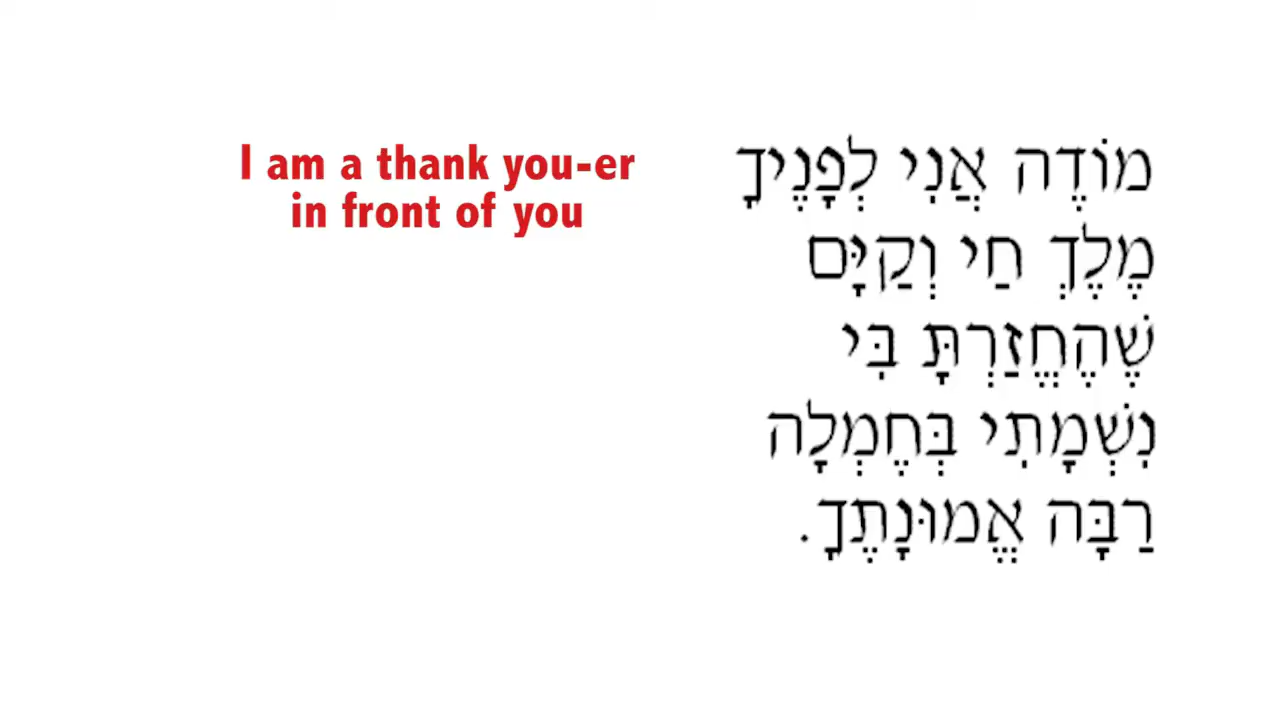 I am a thank you-er
in front of you
מוֹדֶה אֲנִי לְפָנֶיךָ
מֶלֶךְ חַי וְקַיָּם
שֶׁהֶחֱזַרְתָּ בִּי
נִשְׁמָתִי בְּחֶמְלָה
רַבָּה אֱמוּנָתֶךָ.